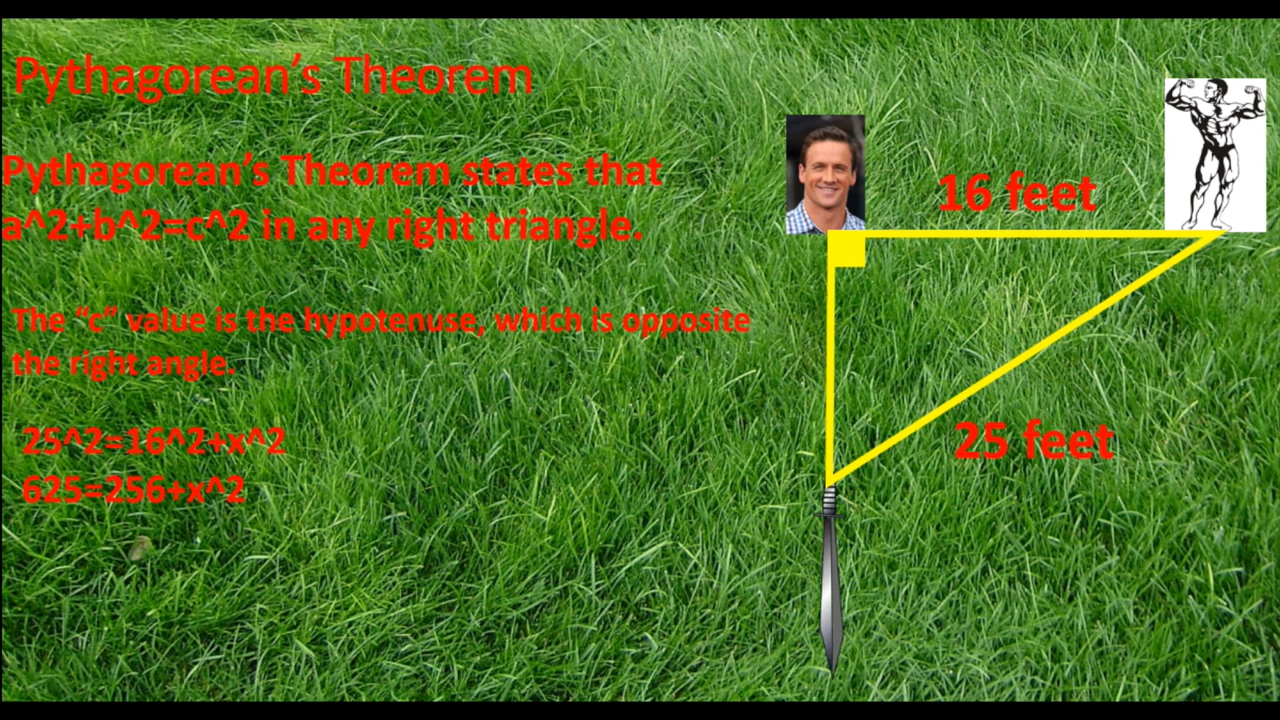 Pythagorean’s Theorem
Pythagorean’s Theorem states that
a^2+b^2=c^2 in any right triangle.
The “c” value is the hypotenuse, which is opposite
the right angle.
25^2=16^2+x^2
625=256+x^2
16 feet
25 feet